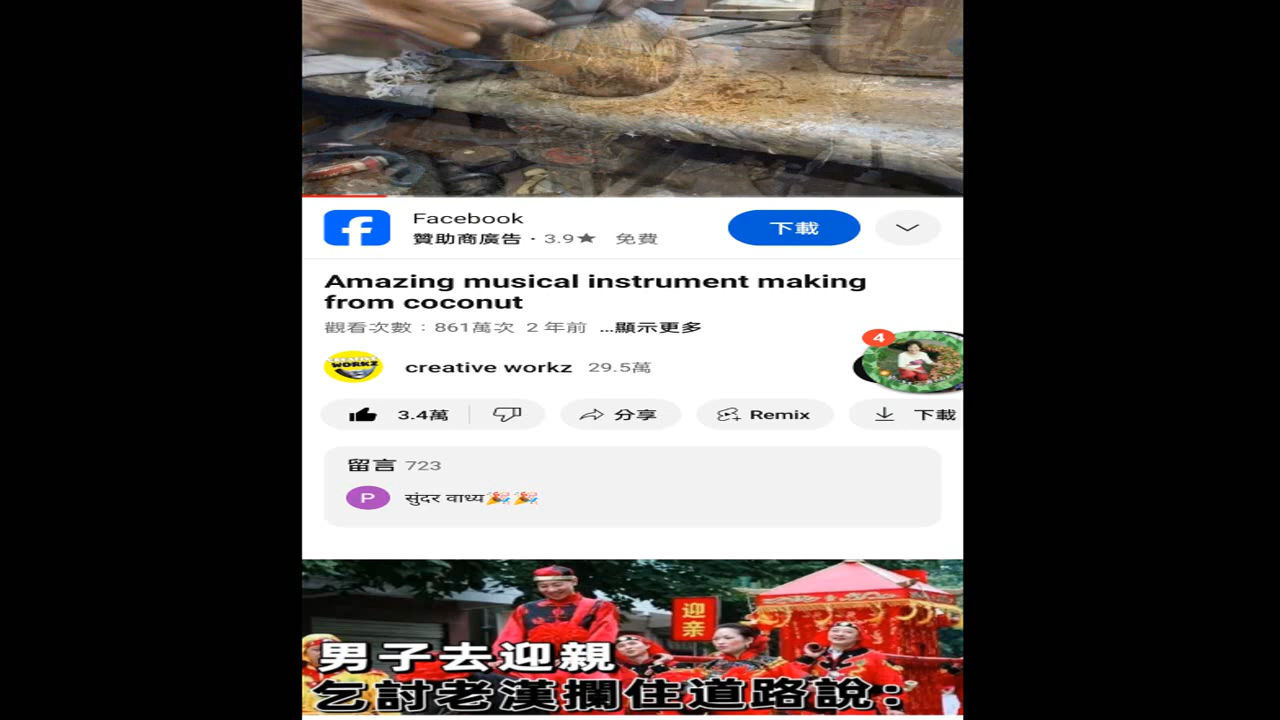 Facebook
贊助商廣告 · 3.9★ 免費
下載
Amazing musical instrument making
from coconut
觀看次數：861萬次 2 年前 ...顯示更多
4
WORKZ
creative workz 29.5萬
3.4萬
分享
Remix
下載
留言 723
P
सुंदर वाध्य🎉🎉
迎亲
男子去迎親
乞討老漢攔住道路說：